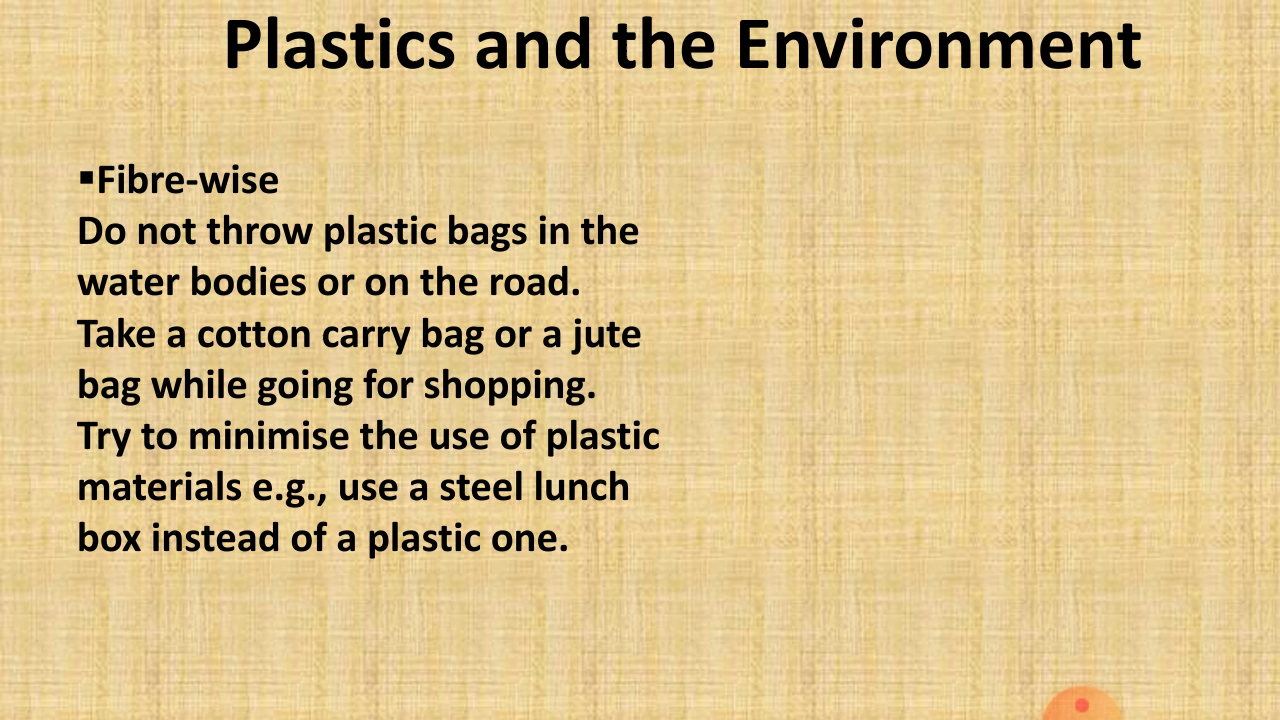 Plastics and the Environment
▪Fibre-wise
Do not throw plastic bags in the
water bodies or on the road.
Take a cotton carry bag or a jute
bag while going for shopping.
Try to minimise the use of plastic
materials e.g., use a steel lunch
box instead of a plastic one.